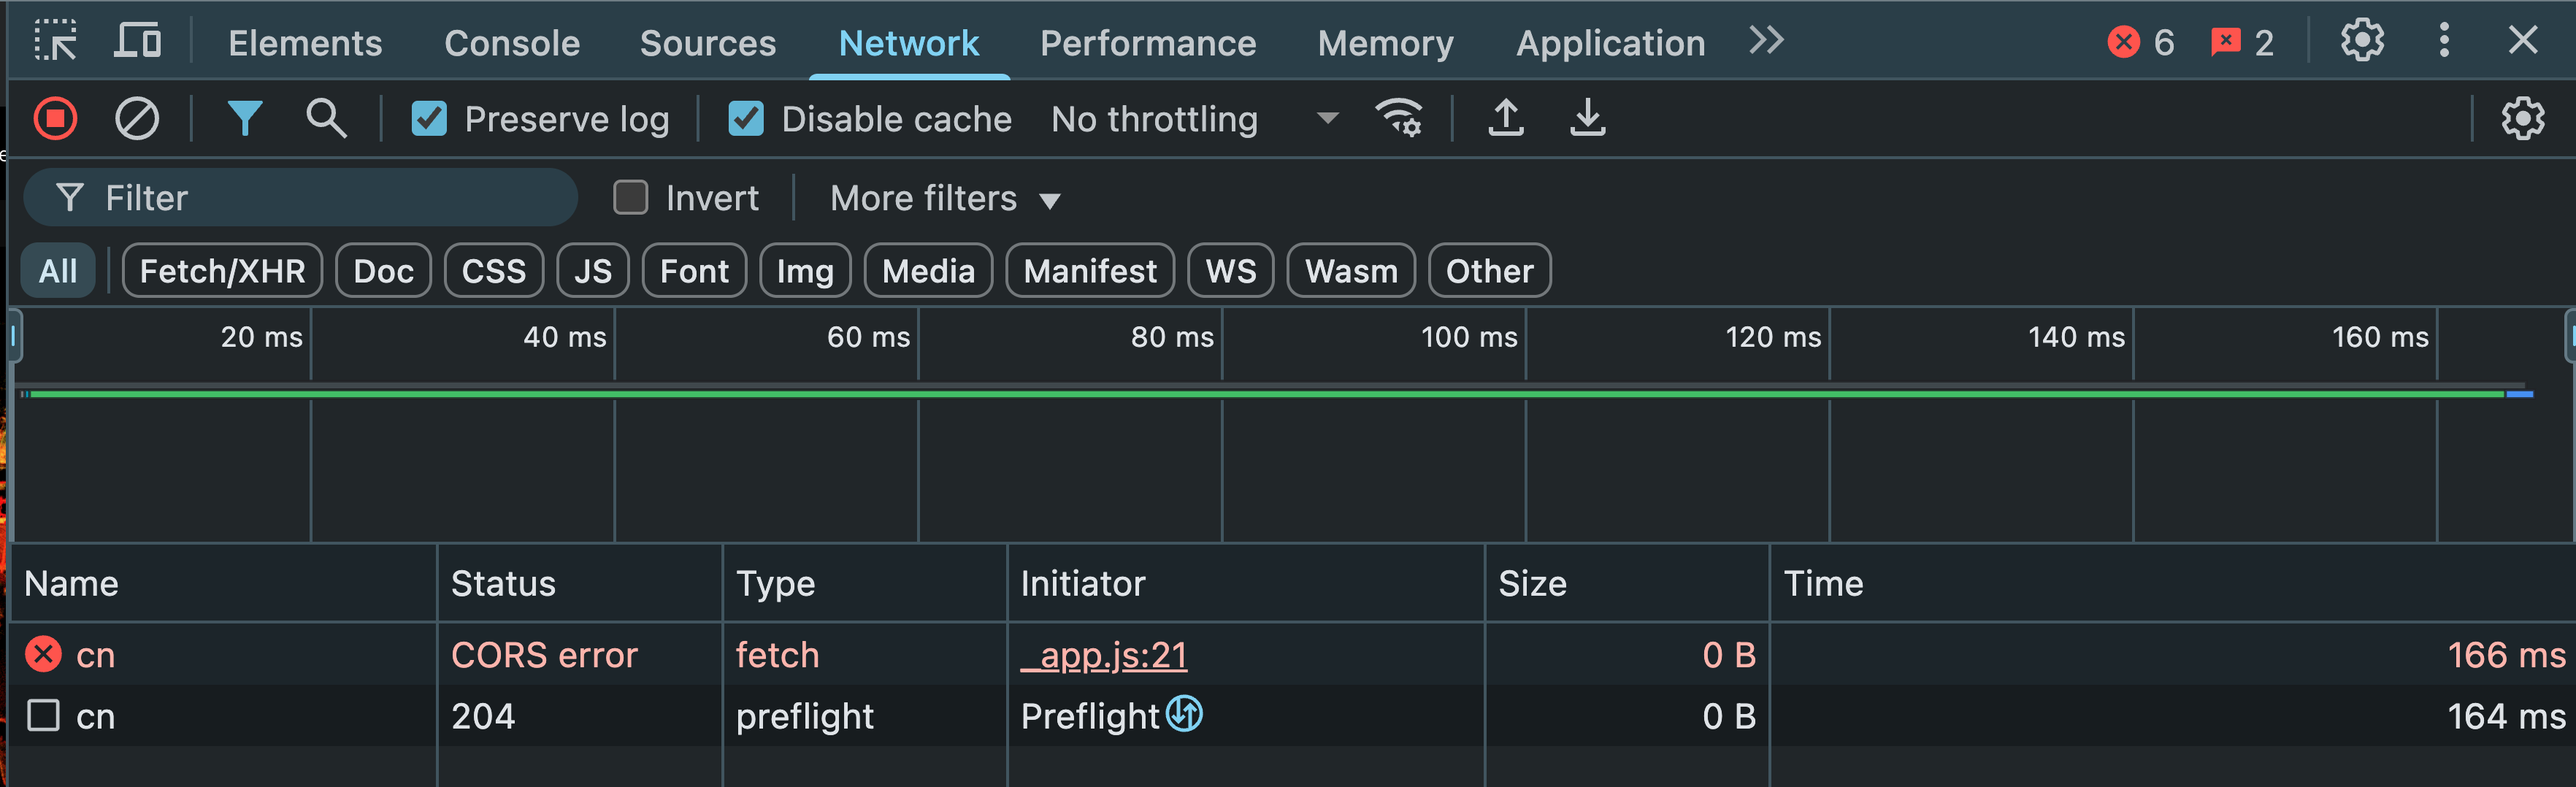 Elements Console Sources Network Performance Memory Application 6 2
Preserve log Disable cache No throttling
Filter Invert More filters
All Fetch/XHR Doc CSS JS Font Img Media Manifest WS Wasm Other
20 ms 40 ms 60 ms 80 ms 100 ms 120 ms 140 ms 160 ms
Name Status Type Initiator Size Time
cn CORS error fetch _app.js:21 0 B 166 ms
cn 204 preflight Preflight 0 B 164 ms